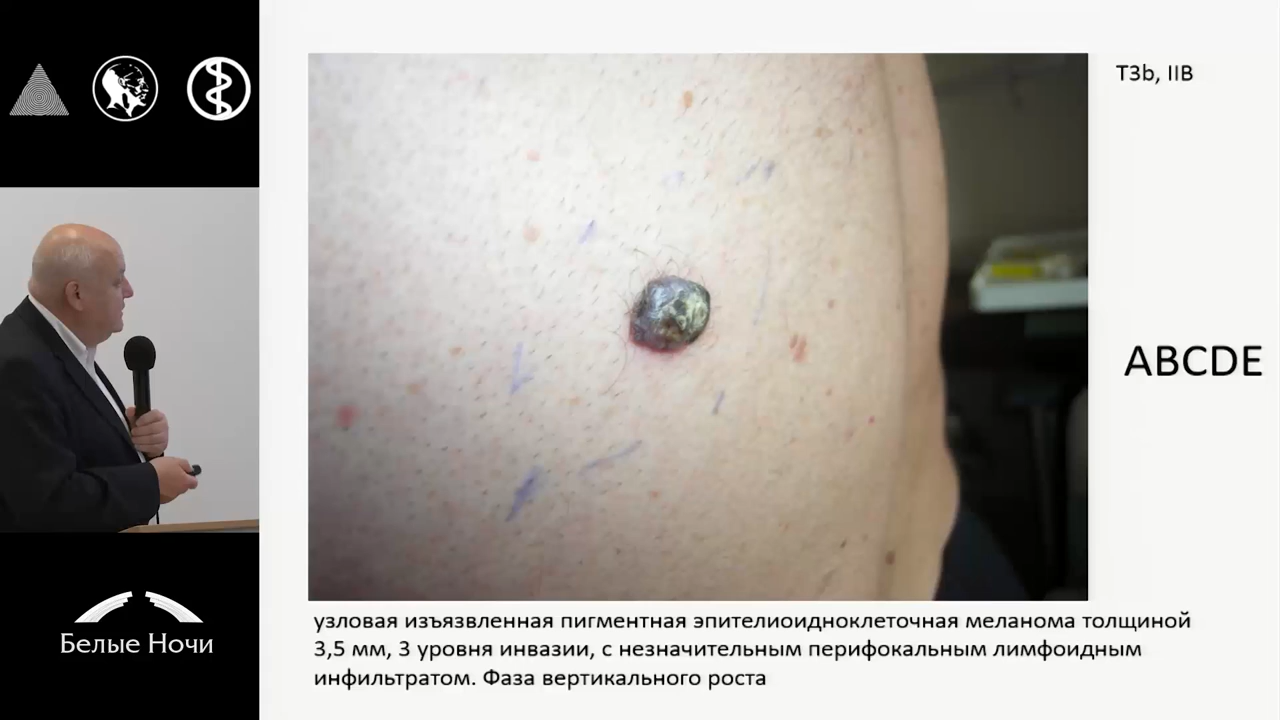 T3b, IIB
ABCDE
узловая изъязвленная пигментная эпителиоидноклеточная меланома толщиной
3,5 мм, 3 уровня инвазии, с незначительным перифокальным лимфоидным
инфильтратом. Фаза вертикального роста
Белые Ночи